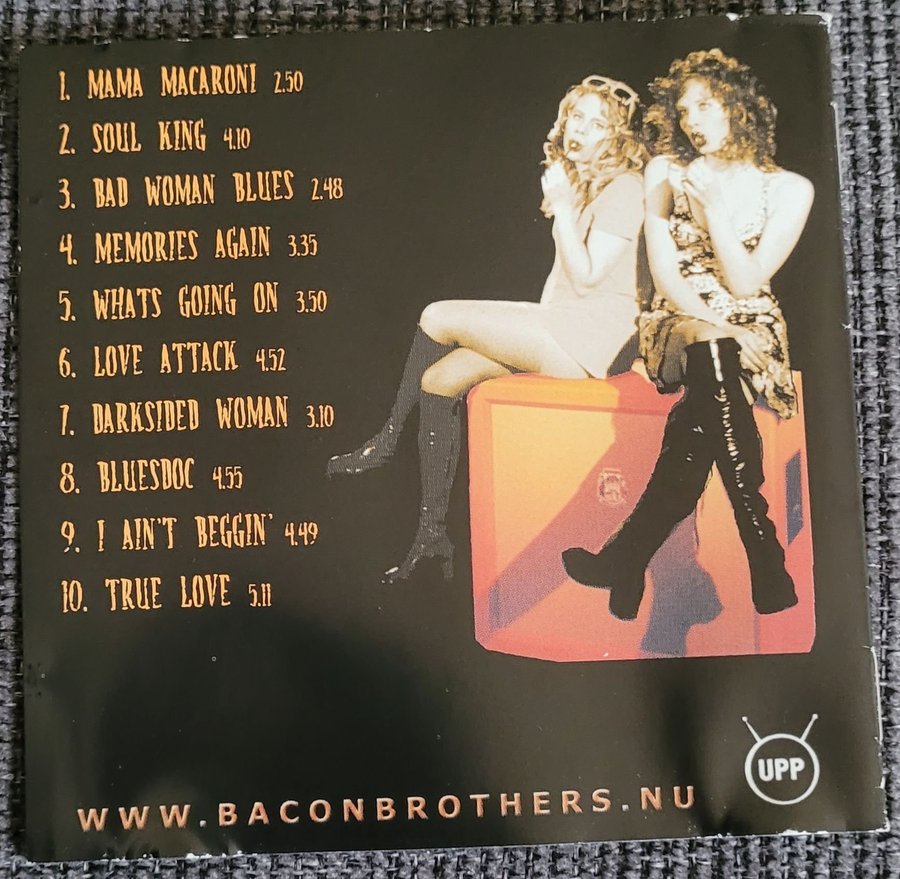 1. MAMA MACARONI 2.50
2. SOUL KING 4.10
3. BAD WOMAN BLUES 2.48
4. MEMORIES AGAIN 3.35
5. WHATS GOING ON 3.50
6. LOVE ATTACK 4.52
7. DARKSIDED WOMAN 3.10
8. BLUESDOC 4.55
9. I AIN'T BEGGIN' 4.49
10. TRUE LOVE 5.11
UPP
WWW.BACONBROTHERS.NU